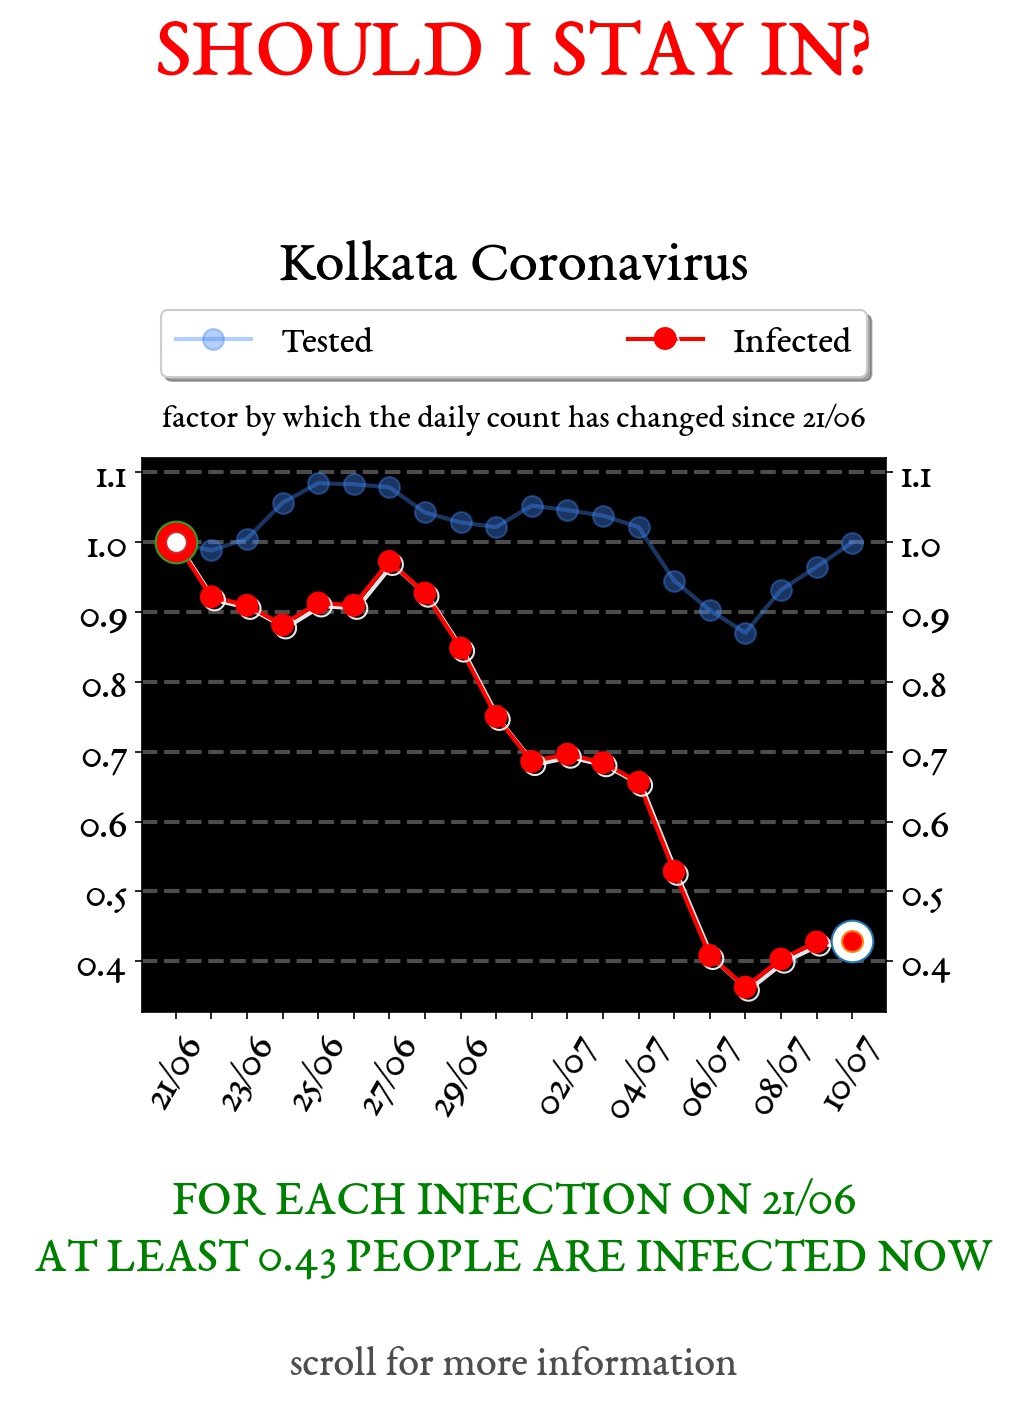 SHOULD I STAY IN?
Kolkata Coronavirus
Tested Infected
factor by which the daily count has changed since 21/06
1.1 1.1
1.0 1.0
0.9 0.9
0.8 0.8
0.7 0.7
0.6 0.6
0.5 0.5
0.4 0.4
21/06 23/06 25/06 27/06 29/06 02/07 04/07 06/07 08/07 10/07
FOR EACH INFECTION ON 21/06
AT LEAST 0.43 PEOPLE ARE INFECTED NOW
scroll for more information